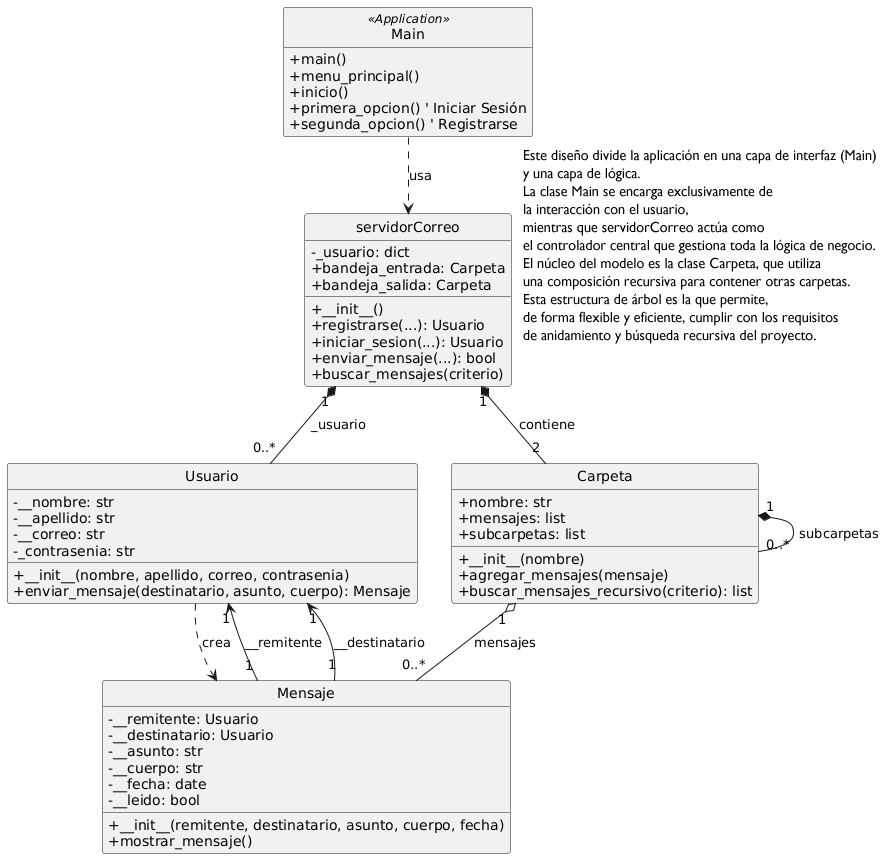 «Application»
Main
+main()
+menu_principal()
+inicio()
+primera_opcion() ' Iniciar Sesión
+segunda_opcion() ' Registrarse
usa
Este diseño divide la aplicación en una capa de interfaz (Main)
y una capa de lógica.
La clase Main se encarga exclusivamente de
la interacción con el usuario,
mientras que servidorCorreo actúa como
el controlador central que gestiona toda la lógica de negocio.
El núcleo del modelo es la clase Carpeta, que utiliza
una composición recursiva para contener otras carpetas.
Esta estructura de árbol es la que permite,
de forma flexible y eficiente, cumplir con los requisitos
de anidamiento y búsqueda recursiva del proyecto.
servidorCorreo
-_usuario: dict
+bandeja_entrada: Carpeta
+bandeja_salida: Carpeta
+__init__()
+registrarse(...): Usuario
+iniciar_sesion(...): Usuario
+enviar_mensaje(...): bool
+buscar_mensajes(criterio)
1
1
_usuario
contiene
0..*
2
Usuario
-__nombre: str
-__apellido: str
-__correo: str
-_contrasenia: str
+__init__(nombre, apellido, correo, contrasenia)
+enviar_mensaje(destinatario, asunto, cuerpo): Mensaje
Carpeta
+nombre: str
+mensajes: list
+subcarpetas: list
+__init__(nombre)
+agregar_mensajes(mensaje)
+buscar_mensajes_recursivo(criterio): list
1
subcarpetas
0..*
1
1
1
crea
__remitente
__destinatario
mensajes
1
1
0..*
Mensaje
-__remitente: Usuario
-__destinatario: Usuario
-__asunto: str
-__cuerpo: str
-__fecha: date
-__leido: bool
+__init__(remitente, destinatario, asunto, cuerpo, fecha)
+mostrar_mensaje()